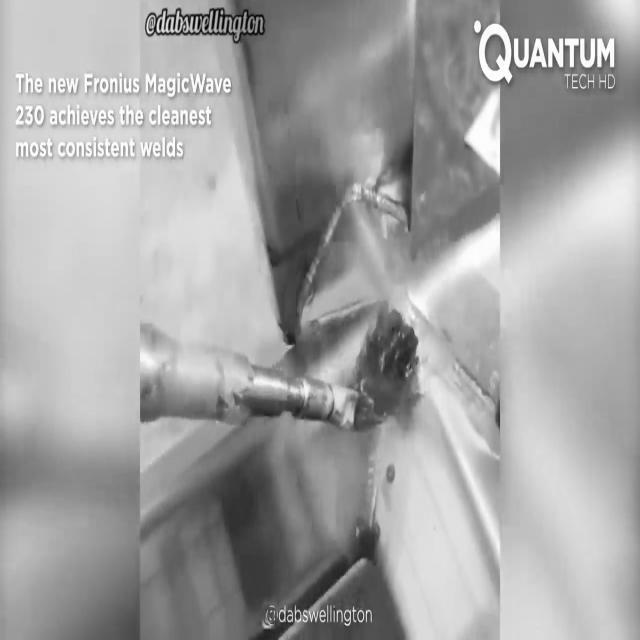 @dabswellington
QUANTUM
TECH HD
The new Fronius MagicWave
230 achieves the cleanest
most consistent welds
@dabswellington